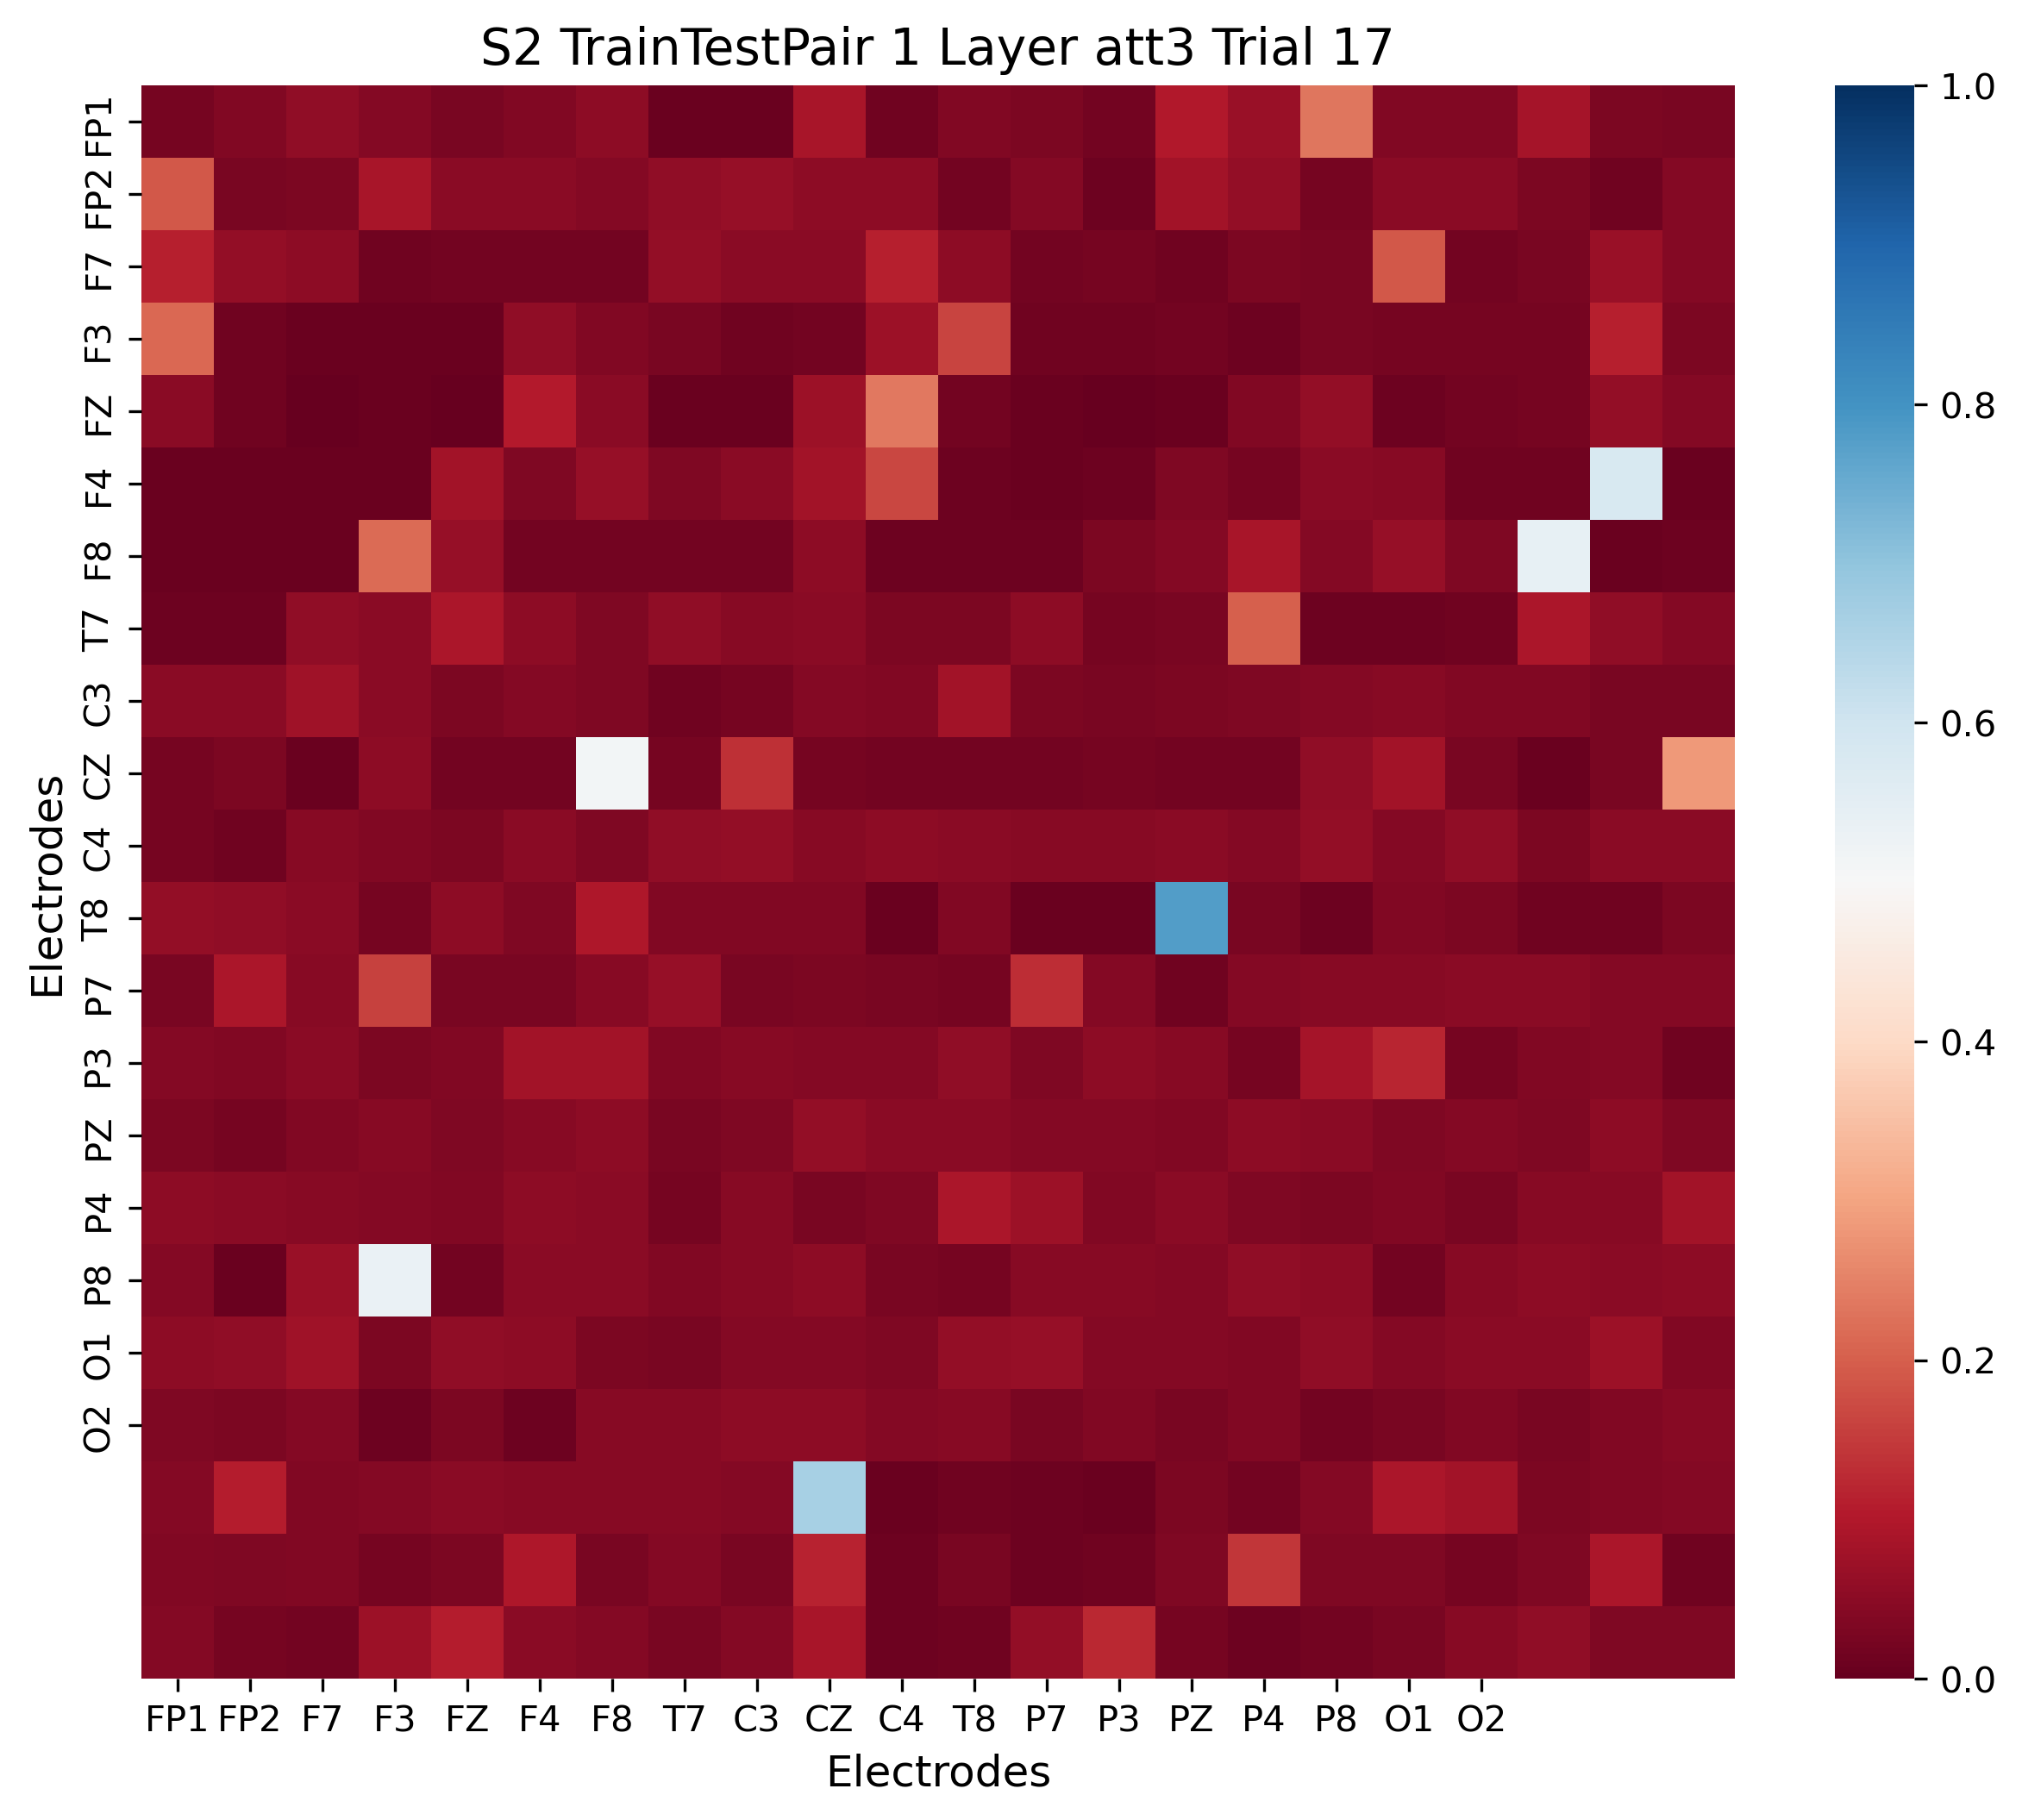 S2 TrainTestPair 1 Layer att3 Trial 17
Electrodes
FP1
FP2
F7
F3
FZ
F4
F8
T7
C3
CZ
C4
T8
P7
P3
PZ
P4
P8
O1
O2
FP1 FP2 F7 F3 FZ F4 F8 T7 C3 CZ C4 T8 P7 P3 PZ P4 P8 O1 O2
Electrodes
1.0
0.8
0.6
0.4
0.2
0.0